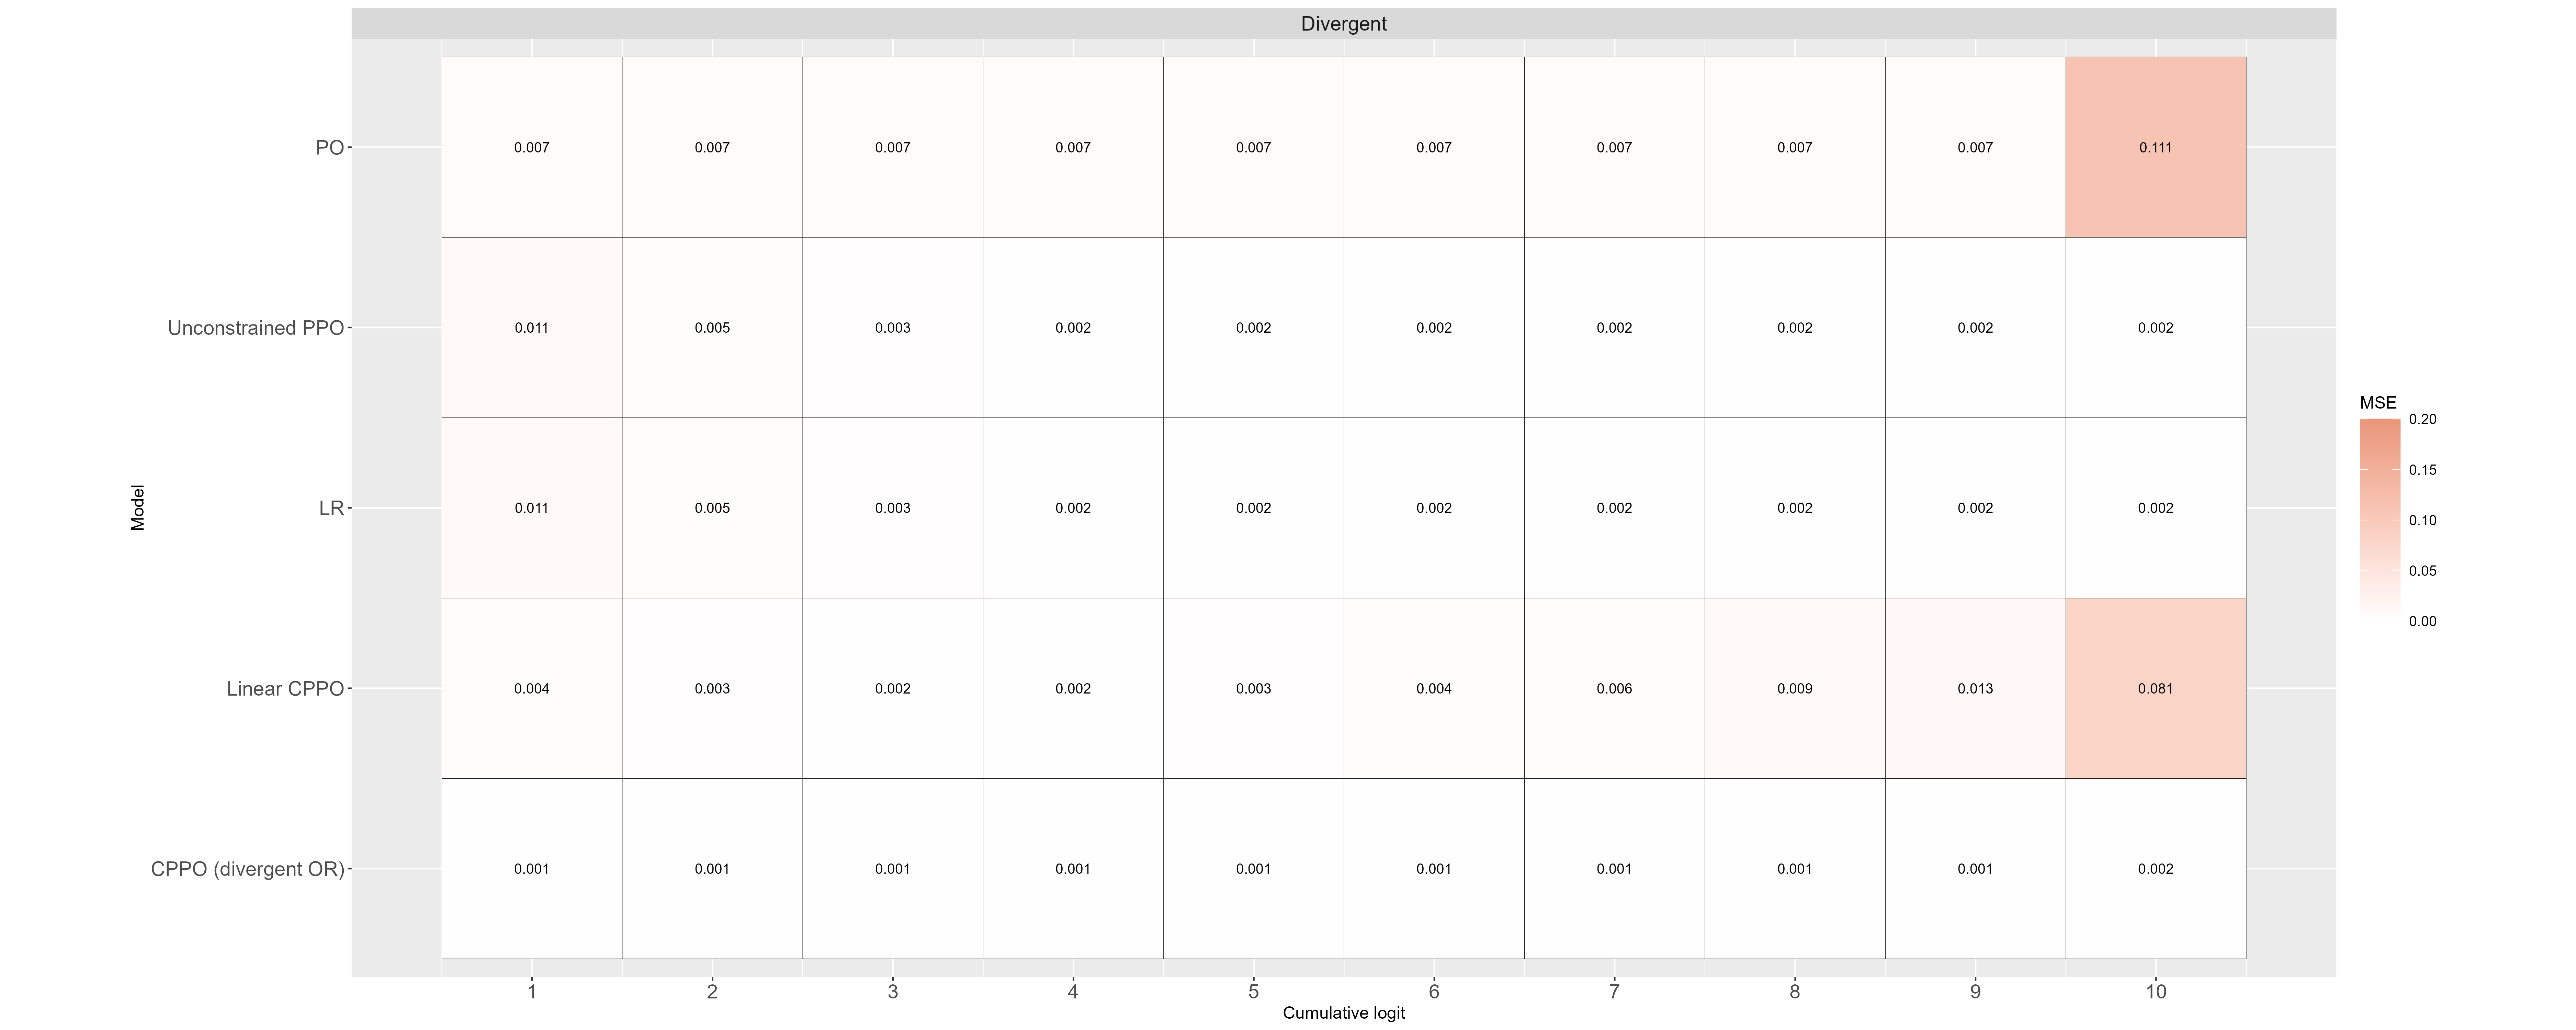 Divergent
PO 0.007 0.007 0.007 0.007 0.007 0.007 0.007 0.007 0.007 0.111
Unconstrained PPO 0.011 0.005 0.003 0.002 0.002 0.002 0.002 0.002 0.002 0.002
LR 0.011 0.005 0.003 0.002 0.002 0.002 0.002 0.002 0.002 0.002
Linear CPPO 0.004 0.003 0.002 0.002 0.003 0.004 0.006 0.009 0.013 0.081
CPPO (divergent OR) 0.001 0.001 0.001 0.001 0.001 0.001 0.001 0.001 0.001 0.002
1 2 3 4 5 6 7 8 9 10
Cumulative logit
Model
MSE
0.20
0.15
0.10
0.05
0.00